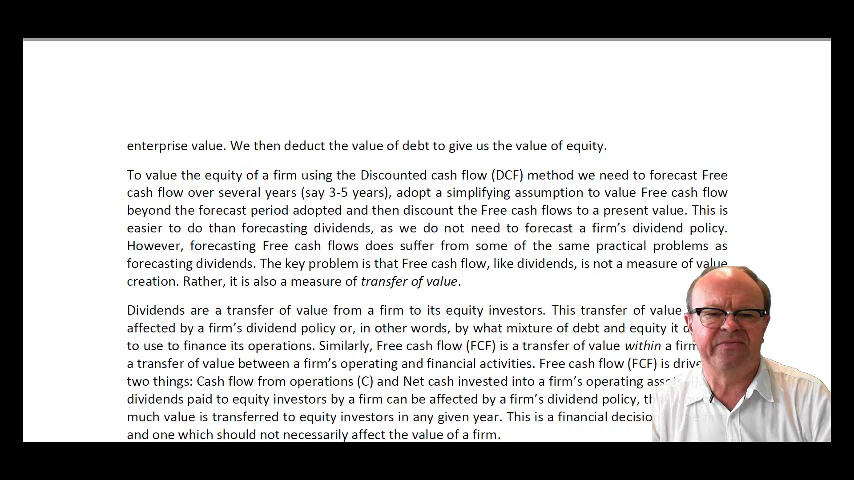 enterprise value. We then deduct the value of debt to give us the value of equity.
To value the equity of a firm using the Discounted cash flow (DCF) method we need to forecast Free
cash flow over several years (say 3-5 years), adopt a simplifying assumption to value Free cash flow
beyond the forecast period adopted and then discount the Free cash flows to a present value. This is
easier to do than forecasting dividends, as we do not need to forecast a firm's dividend policy.
However, forecasting Free cash flows does suffer from some of the same practical problems as
forecasting dividends. The key problem is that Free cash flow, like dividends, is not a measure of value
creation. Rather, it is also a measure of transfer of value.
Dividends are a transfer of value from a firm to its equity investors. This transfer of value
affected by a firm's dividend policy or, in other words, by what mixture of debt and equity it
to use to finance its operations. Similarly, Free cash flow (FCF) is a transfer of value within a
a transfer of value between a firm's operating and financial activities. Free cash flow (FCF) is
two things: Cash flow from operations (C) and Net cash invested into a firm's operating
dividends paid to equity investors by a firm can be affected by a firm's dividend policy,
much value is transferred to equity investors in any given year. This is a financial
and one which should not necessarily affect the value of a firm.